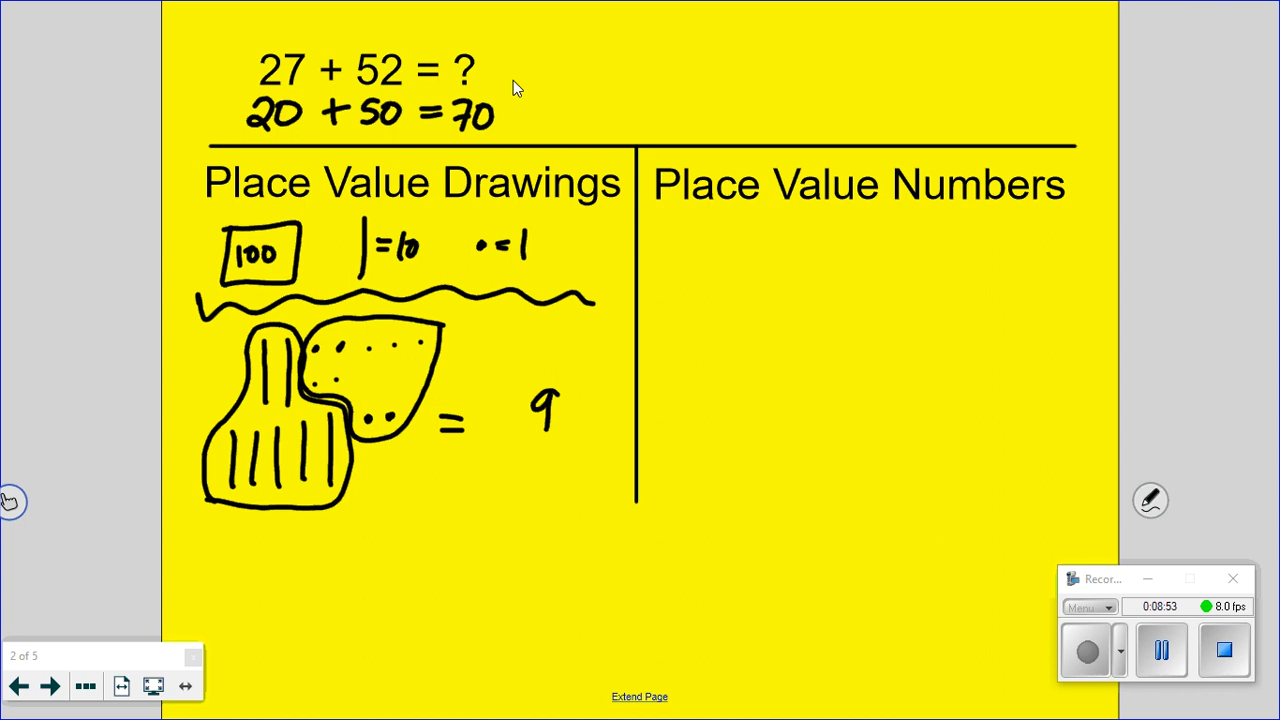 27 + 52 = ?
20 + 50 = 70
Place Value Drawings
Place Value Numbers
100
|=10
•=1
= 9
Recor...
Menu
0:08:53
8.0 fps
2 of 5
Extend Page